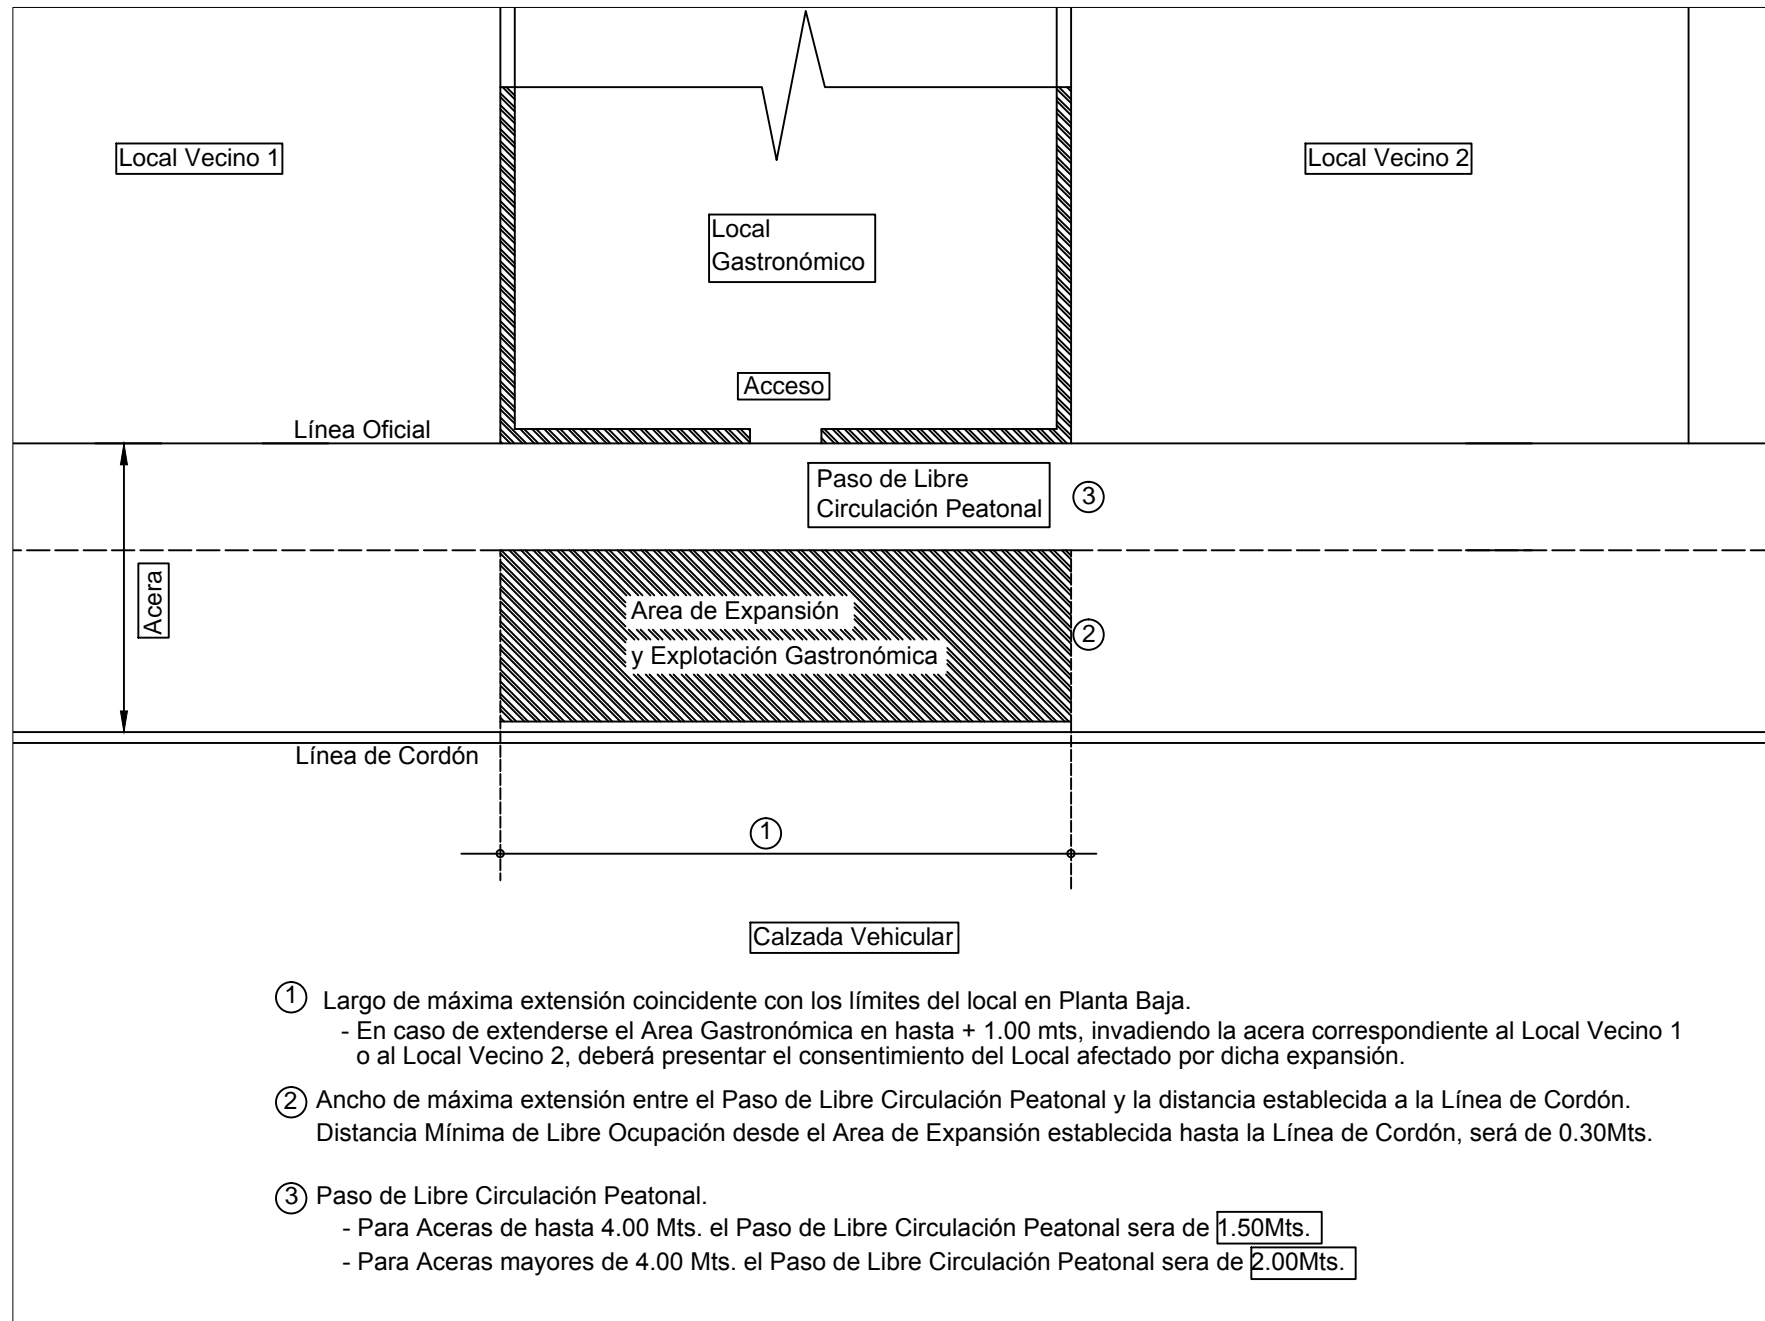 Local Vecino 1
Local Vecino 2
Local
Gastronómico
Acceso
Línea Oficial
Paso de Libre
Circulación Peatonal
3
Acera
Area de Expansión
y Explotación Gastronómica
2
Línea de Cordón
1
Calzada Vehicular
1 Largo de máxima extensión coincidente con los límites del local en Planta Baja.
- En caso de extenderse el Area Gastronómica en hasta + 1.00 mts, invadiendo la acera correspondiente al Local Vecino 1
o al Local Vecino 2, deberá presentar el consentimiento del Local afectado por dicha expansión.
2 Ancho de máxima extensión entre el Paso de Libre Circulación Peatonal y la distancia establecida a la Línea de Cordón.
Distancia Mínima de Libre Ocupación desde el Area de Expansión establecida hasta la Línea de Cordón, será de 0.30Mts.
3 Paso de Libre Circulación Peatonal.
- Para Aceras de hasta 4.00 Mts. el Paso de Libre Circulación Peatonal sera de 1.50Mts.
- Para Aceras mayores de 4.00 Mts. el Paso de Libre Circulación Peatonal sera de 2.00Mts.